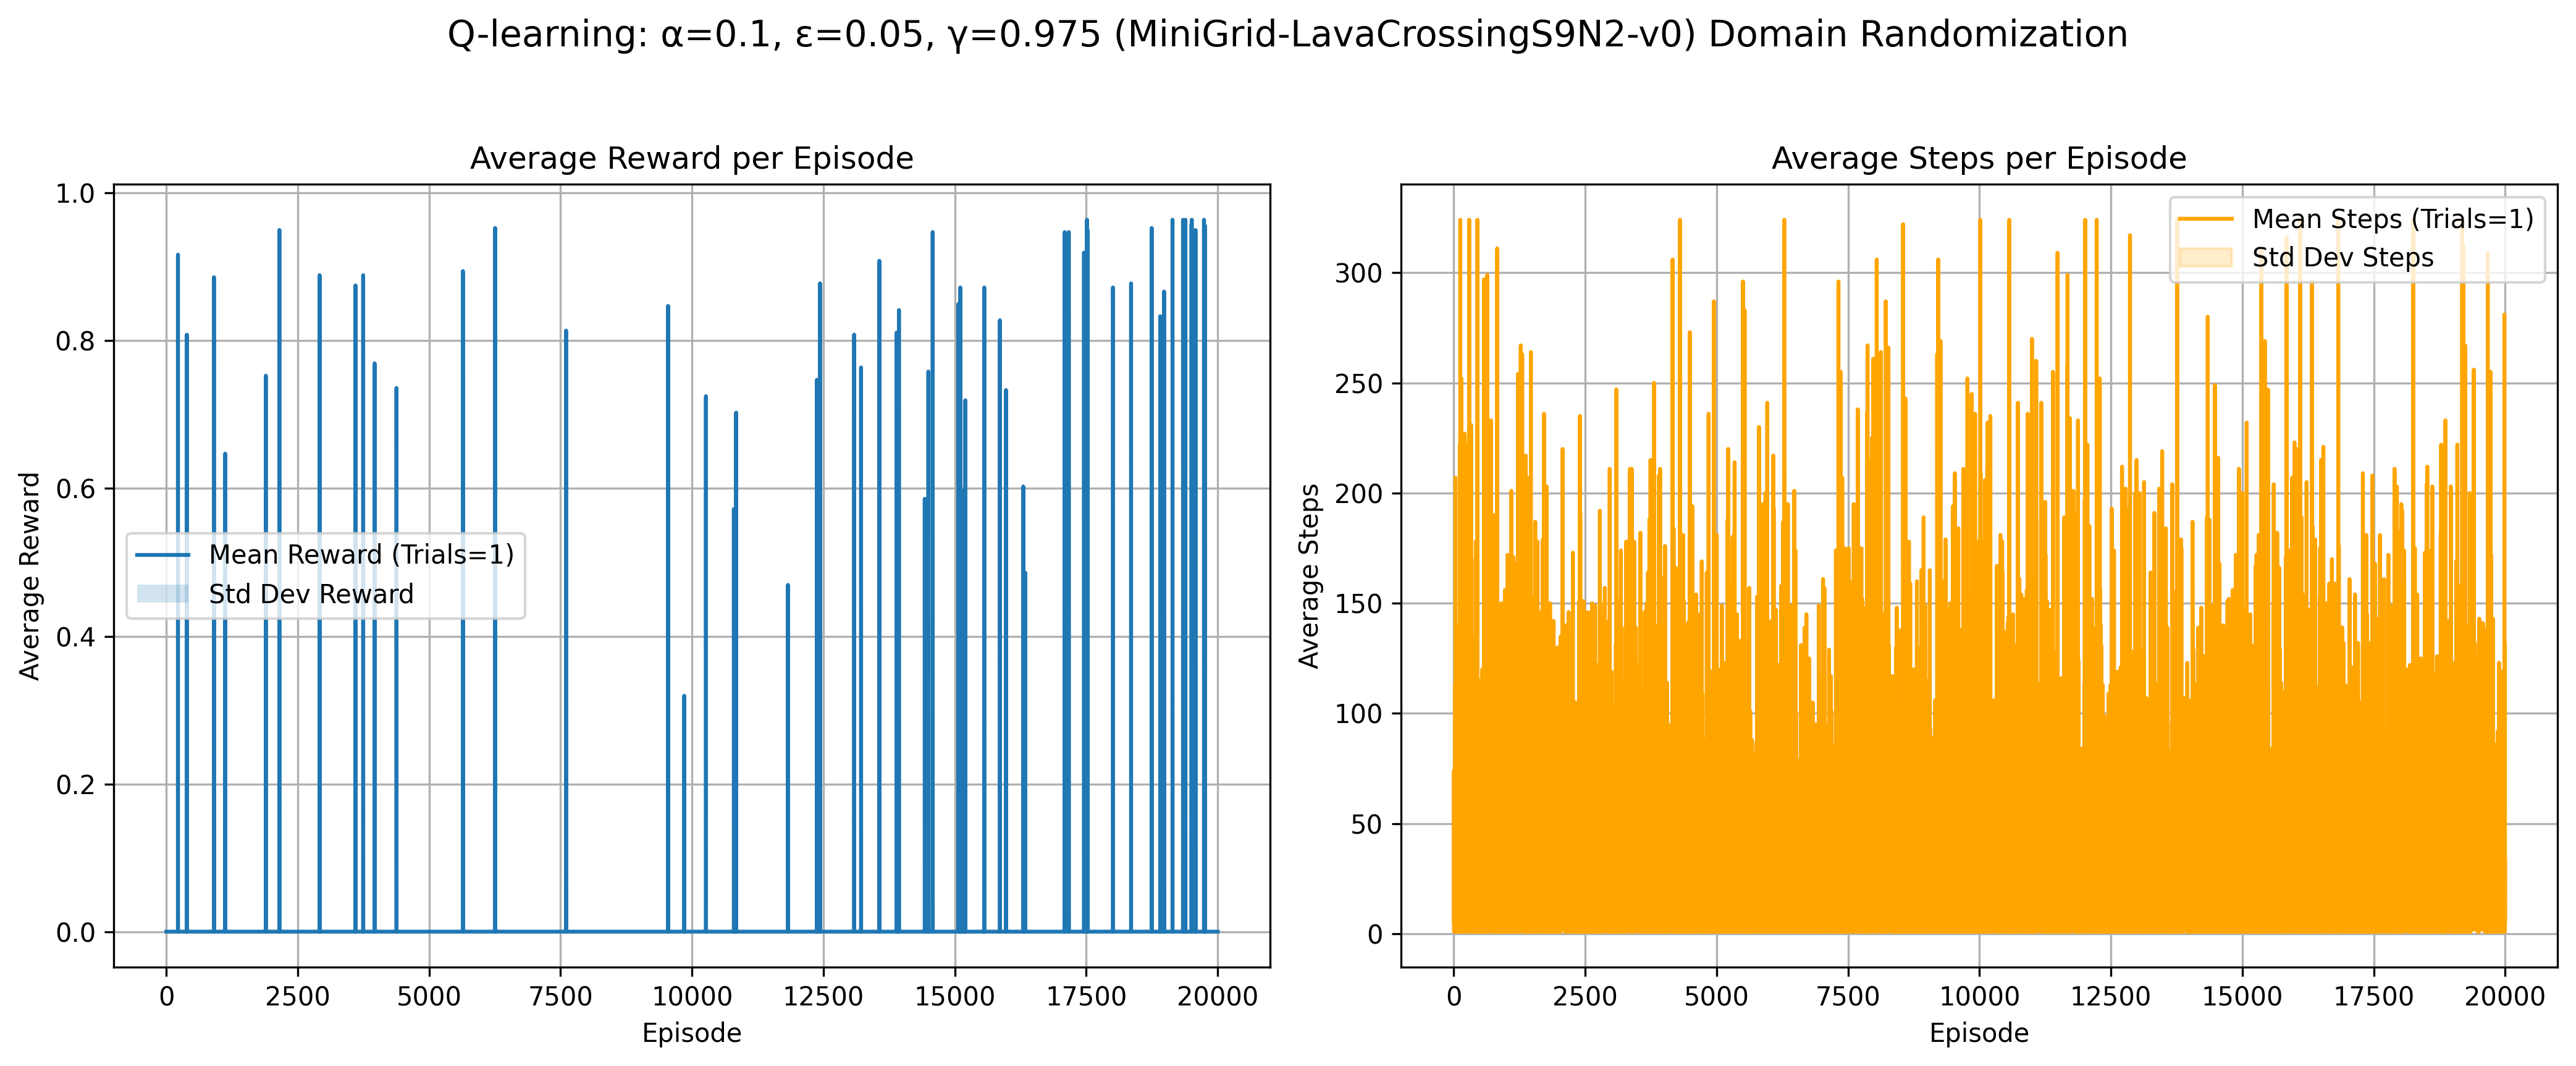 Q-learning: α=0.1, ε=0.05, γ=0.975 (MiniGrid-LavaCrossingS9N2-v0) Domain Randomization
Average Reward per Episode
1.0
0.8
0.6
0.4
0.2
0.0
Average Reward
Mean Reward (Trials=1)
Std Dev Reward
0 2500 5000 7500 10000 12500 15000 17500 20000
Episode
Average Steps per Episode
300
250
200
150
100
50
0
Average Steps
Mean Steps (Trials=1)
Std Dev Steps
0 2500 5000 7500 10000 12500 15000 17500 20000
Episode